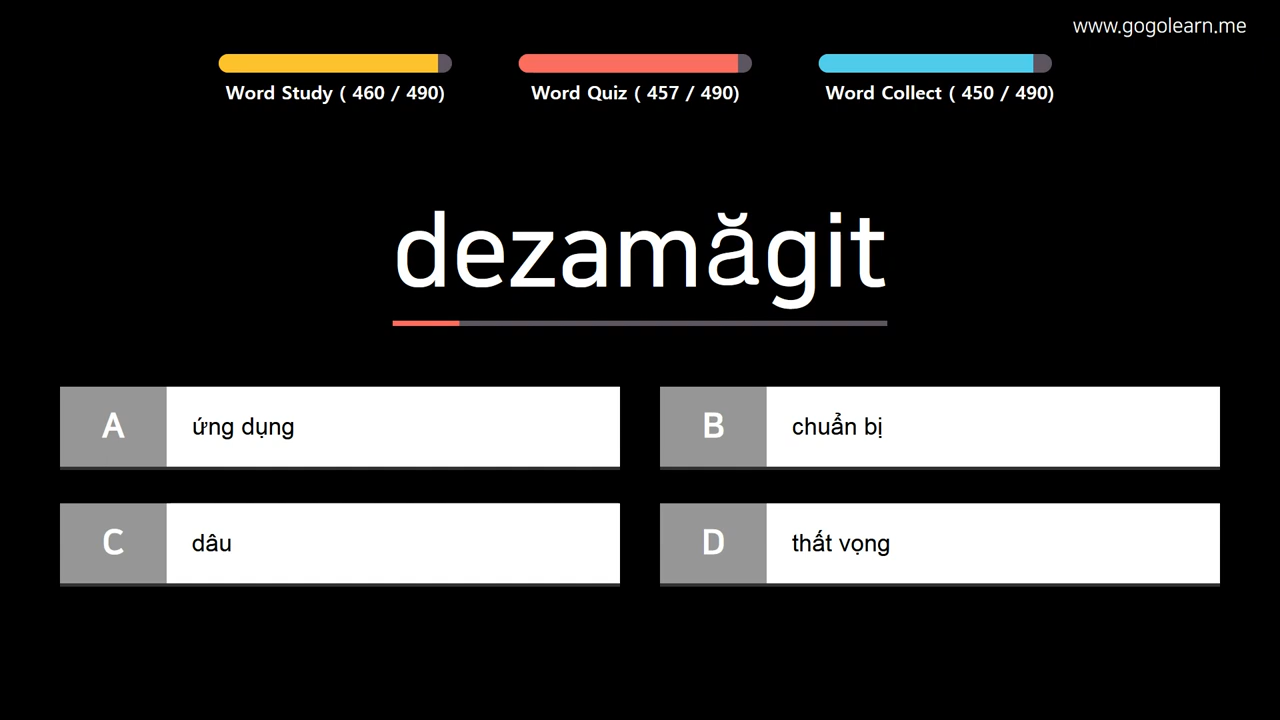 www.gogolearn.me
Word Study ( 460 / 490)
Word Quiz ( 457 / 490)
Word Collect ( 450 / 490)
dezamăgit
A
ứng dụng
B
chuẩn bị
C
dâu
D
thất vọng